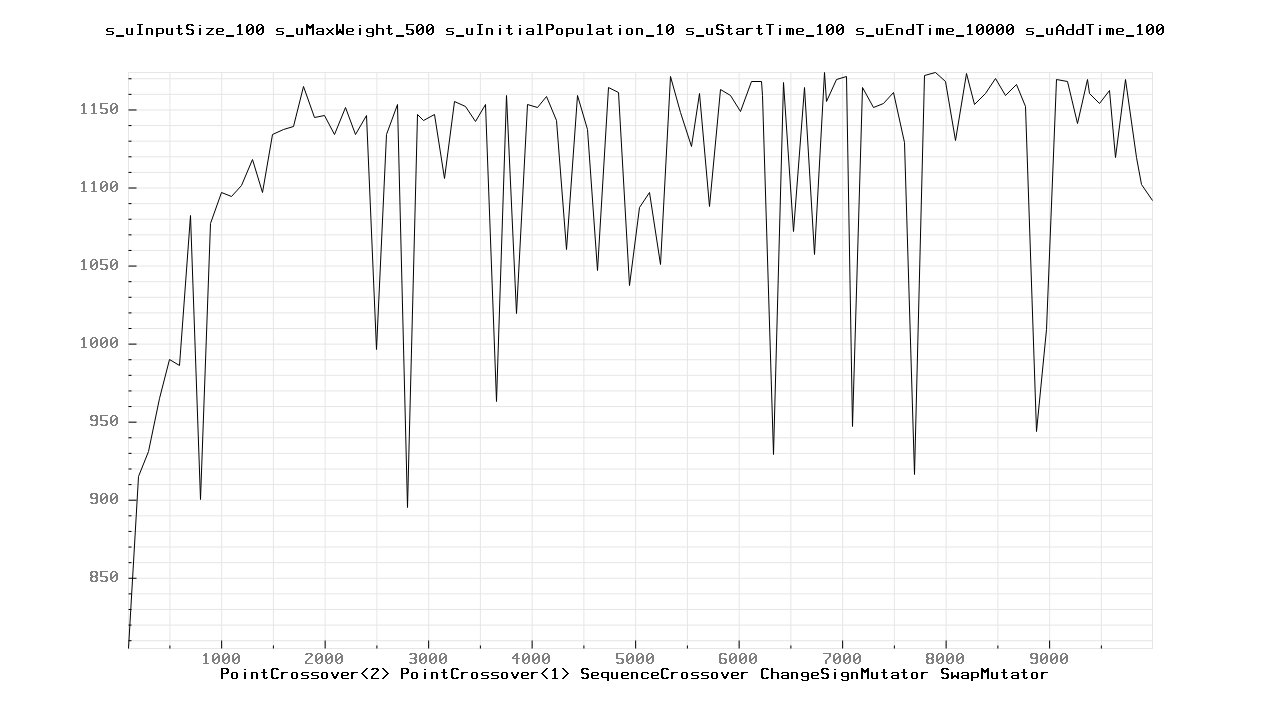 s_uInputSize_100 s_uMaxWeight_500 s_uInitialPopulation_10 s_uStartTime_100 s_uEndTime_10000 s_uAddTime_100
1150
1100
1050
1000
950
900
850
1000 2000 3000 4000 5000 6000 7000 8000 9000
PointCrossover<2> PointCrossover<1> SequenceCrossover ChangeSignMutator SwapMutator